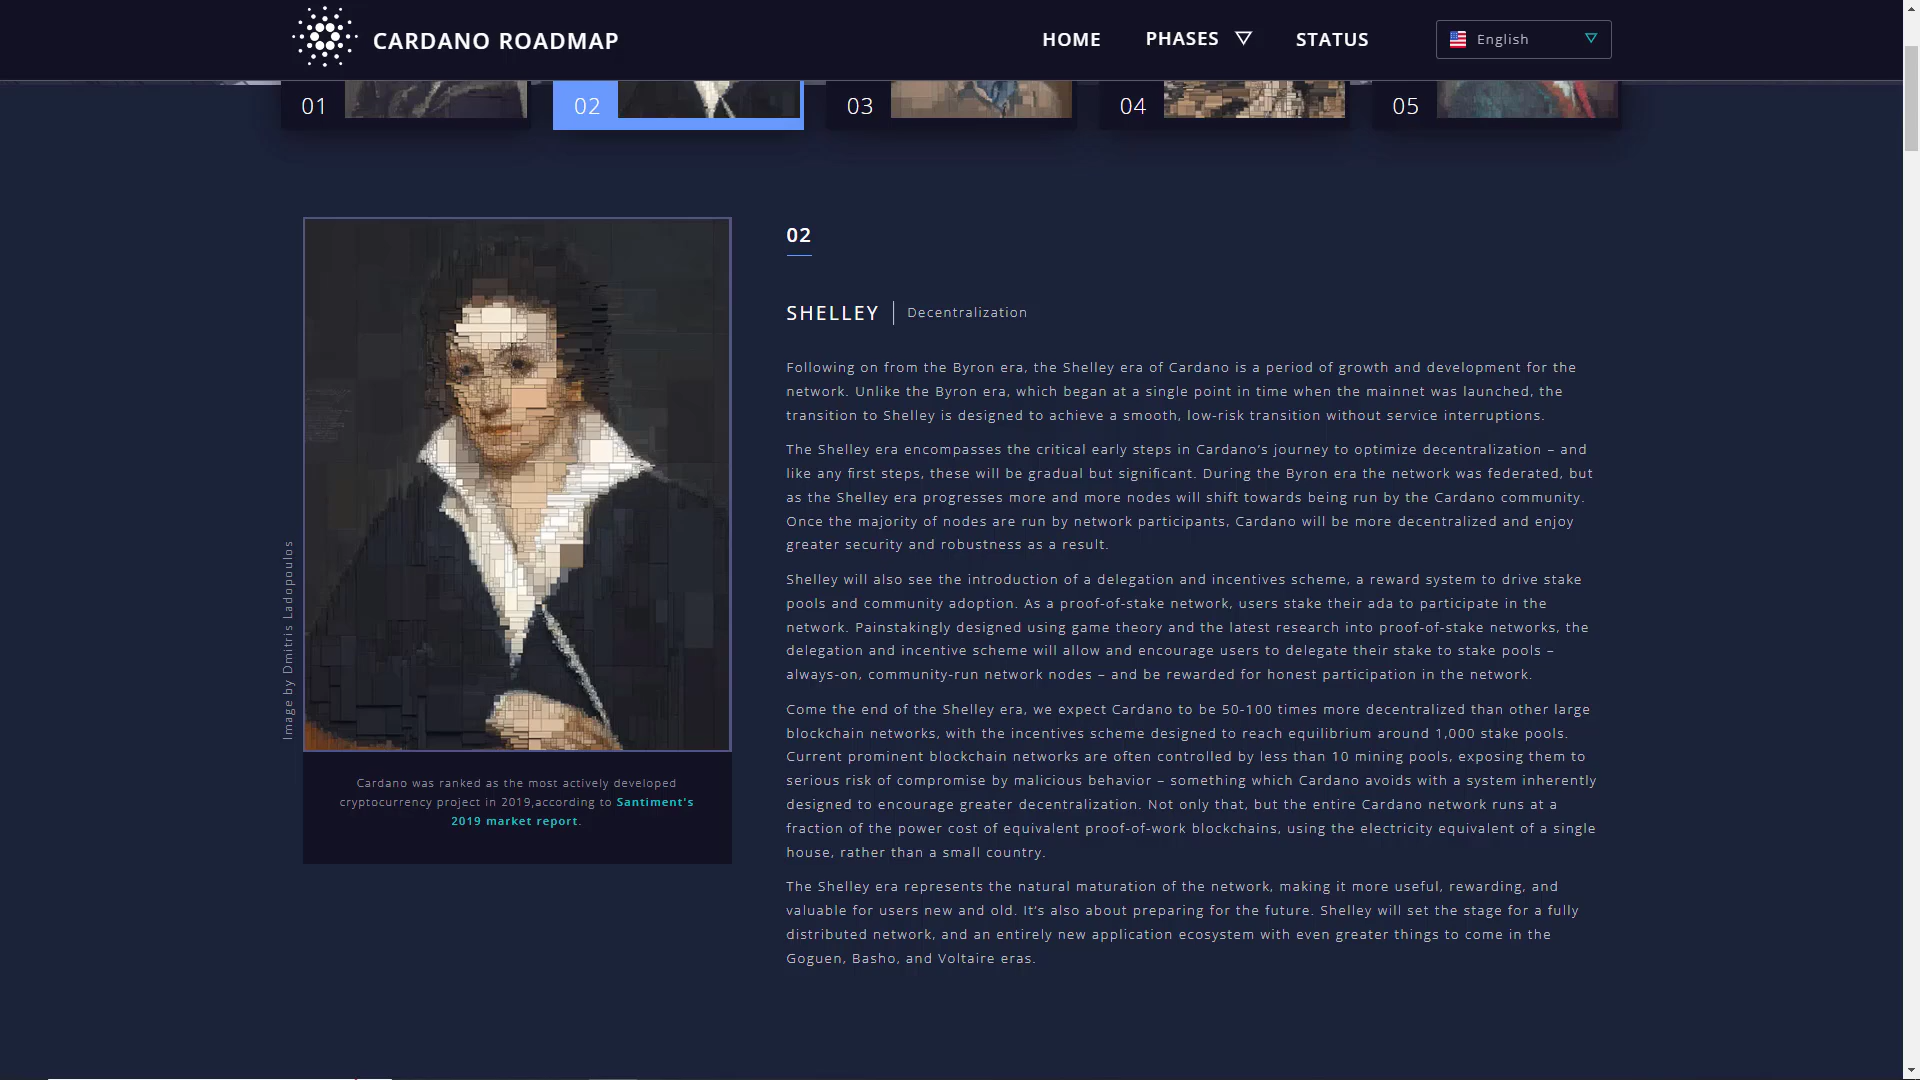 CARDANO ROADMAP
HOME
PHASES
STATUS
English
01
02
03
04
05
Image by Dmitris Ladopoulos
Cardano was ranked as the most actively developed
cryptocurrency project in 2019,according to Santiment's
2019 market report.
02
SHELLEY
Decentralization
Following on from the Byron era, the Shelley era of Cardano is a period of growth and development for the
network. Unlike the Byron era, which began at a single point in time when the mainnet was launched, the
transition to Shelley is designed to achieve a smooth, low-risk transition without service interruptions.
The Shelley era encompasses the critical early steps in Cardano’s journey to optimize decentralization – and
like any first steps, these will be gradual but significant. During the Byron era the network was federated, but
as the Shelley era progresses more and more nodes will shift towards being run by the Cardano community.
Once the majority of nodes are run by network participants, Cardano will be more decentralized and enjoy
greater security and robustness as a result.
Shelley will also see the introduction of a delegation and incentives scheme, a reward system to drive stake
pools and community adoption. As a proof-of-stake network, users stake their ada to participate in the
network. Painstakingly designed using game theory and the latest research into proof-of-stake networks, the
delegation and incentive scheme will allow and encourage users to delegate their stake to stake pools –
always-on, community-run network nodes – and be rewarded for honest participation in the network.
Come the end of the Shelley era, we expect Cardano to be 50-100 times more decentralized than other large
blockchain networks, with the incentives scheme designed to reach equilibrium around 1,000 stake pools.
Current prominent blockchain networks are often controlled by less than 10 mining pools, exposing them to
serious risk of compromise by malicious behavior – something which Cardano avoids with a system inherently
designed to encourage greater decentralization. Not only that, but the entire Cardano network runs at a
fraction of the power cost of equivalent proof-of-work blockchains, using the electricity equivalent of a single
house, rather than a small country.
The Shelley era represents the natural maturation of the network, making it more useful, rewarding, and
valuable for users new and old. It’s also about preparing for the future. Shelley will set the stage for a fully
distributed network, and an entirely new application ecosystem with even greater things to come in the
Goguen, Basho, and Voltaire eras.